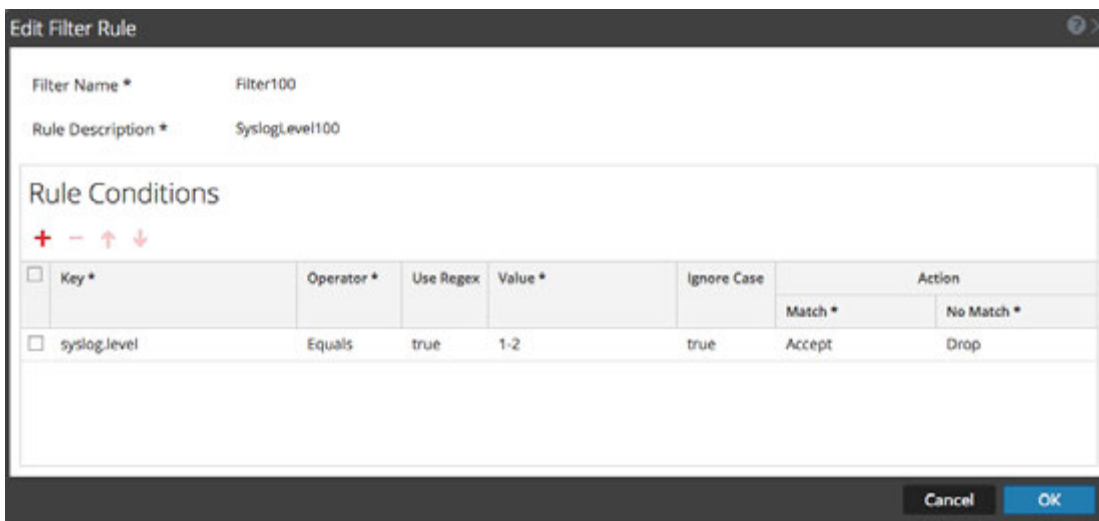 Edit Filter Rule
Filter Name * Filter100
Rule Description * SyslogLevel100
Rule Conditions
Key * Operator * Use Regex Value * Ignore Case Action
Match * No Match *
syslog.level Equals true 1-2 true Accept Drop
Cancel OK